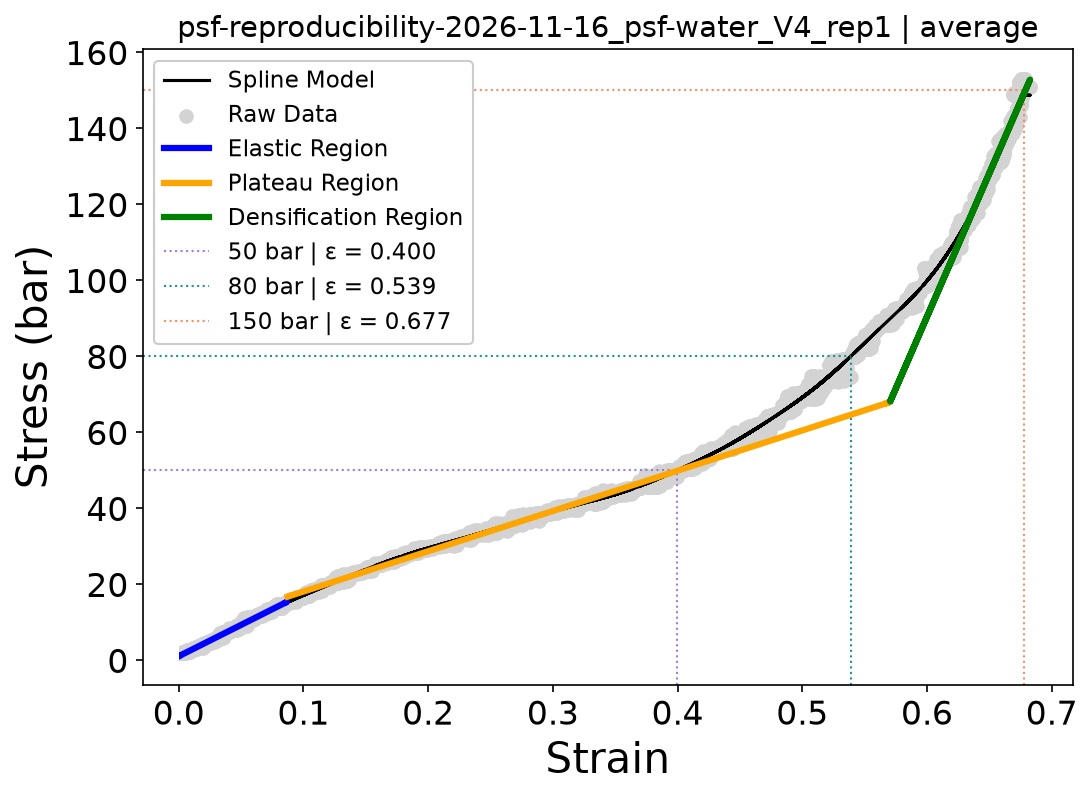 psf-reproducibility-2026-11-16_psf-water_V4_rep1 | average
Spline Model
Raw Data
Elastic Region
Plateau Region
Densification Region
50 bar | ε = 0.400
80 bar | ε = 0.539
150 bar | ε = 0.677
Stress (bar)
160
140
120
100
80
60
40
20
0
0.0 0.1 0.2 0.3 0.4 0.5 0.6 0.7
Strain